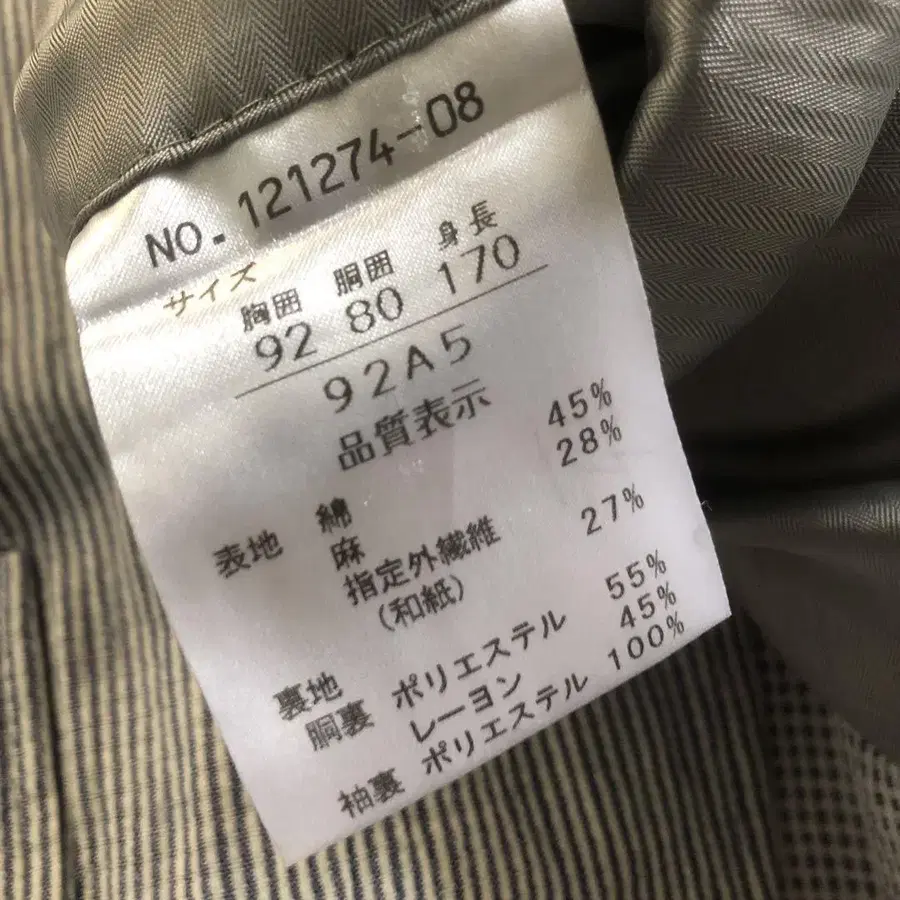 NO. 121274-08
サイズ 胸囲 胴囲 身長
92 80 170
92A5
品質表示
表地 綿 45%
麻 28%
指定外繊維 27%
(和紙)
裏地
胴裏 ポリエステル 55%
レーヨン 45%
袖裏 ポリエステル 100%